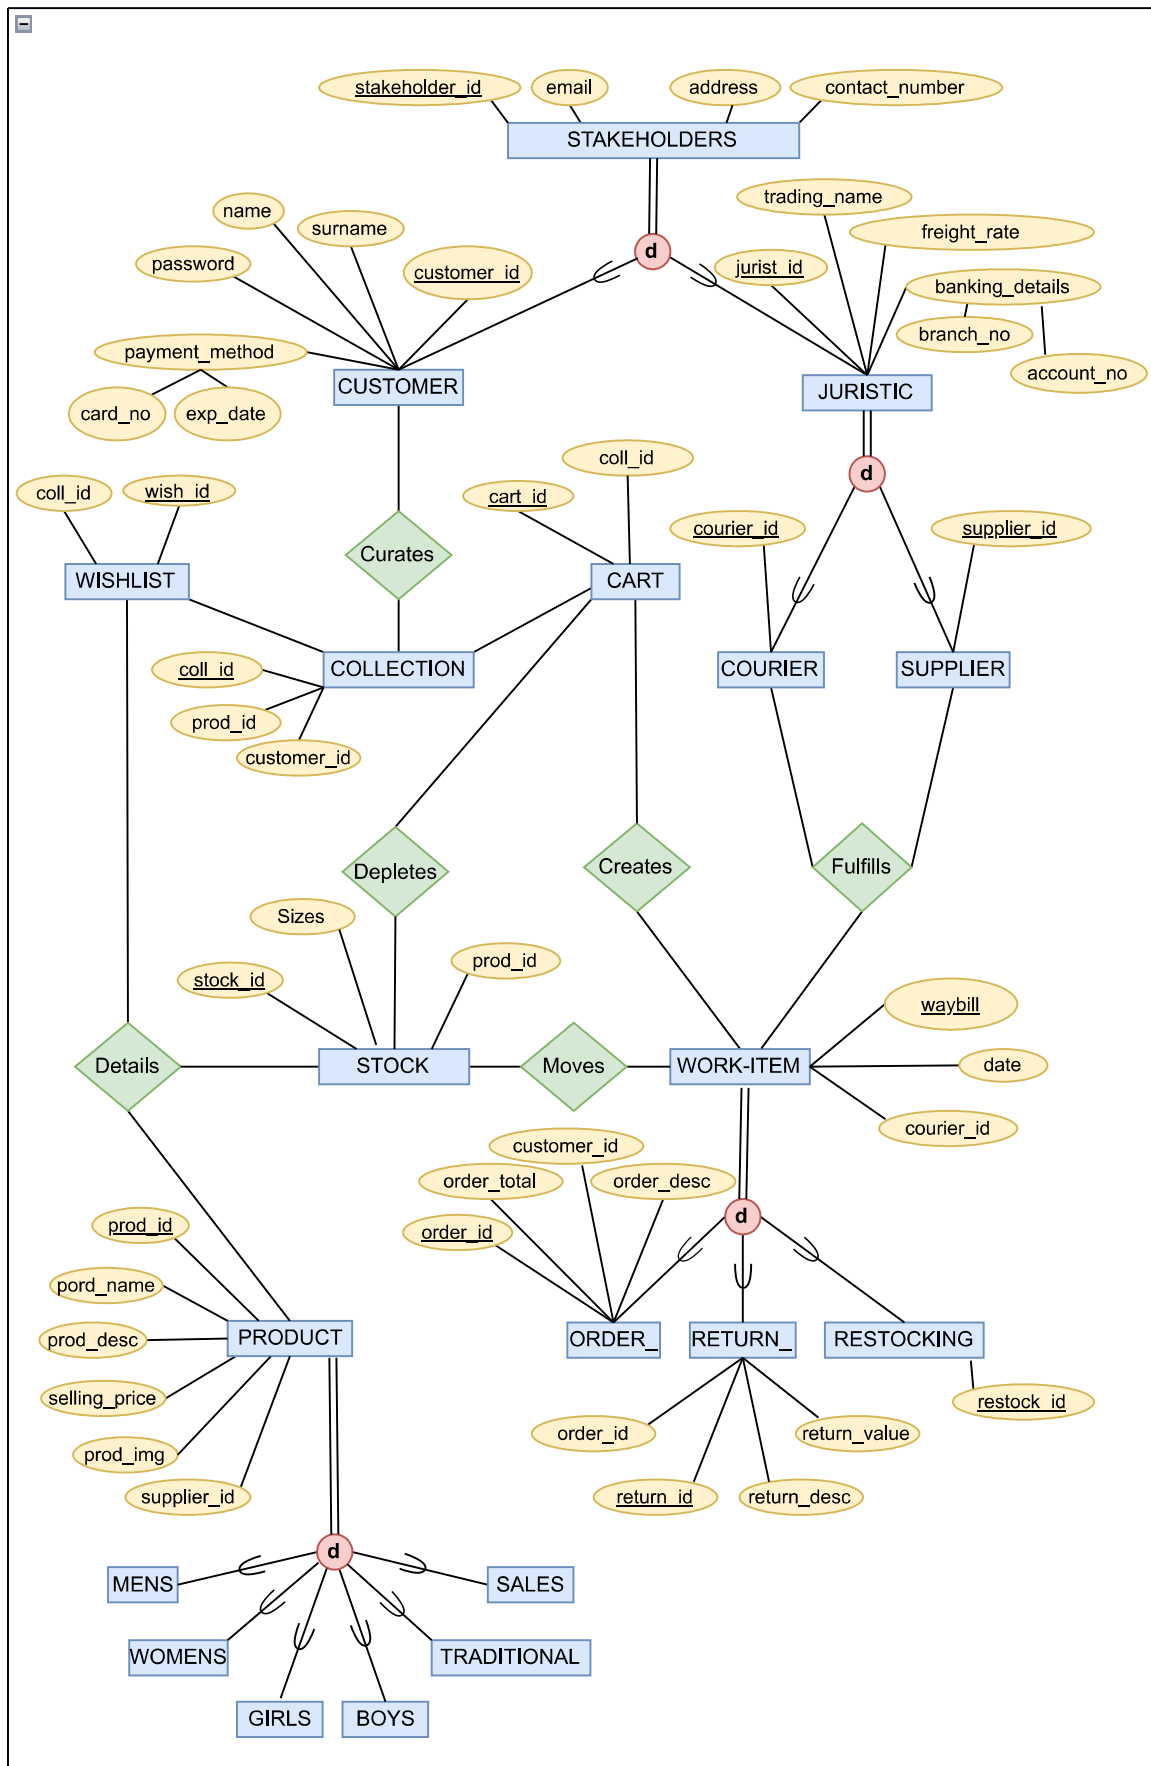 stakeholder_id
email
address
contact_number
STAKEHOLDERS
name
surname
password
customer_id
d
trading_name
freight_rate
jurist_id
banking_details
branch_no
account_no
payment_method
card_no
exp_date
CUSTOMER
JURISTIC
coll_id
wish_id
cart_id
coll_id
d
courier_id
supplier_id
WISHLIST
Curates
CART
COLLECTION
COURIER
SUPPLIER
coll_id
prod_id
customer_id
Depletes
Creates
Fulfills
Sizes
stock_id
prod_id
waybill
date
courier_id
Details
STOCK
Moves
WORK-ITEM
customer_id
order_total
order_desc
order_id
d
prod_id
pord_name
prod_desc
selling_price
prod_img
supplier_id
PRODUCT
ORDER_
RETURN_
RESTOCKING
order_id
return_id
return_desc
return_value
restock_id
d
MENS
SALES
WOMENS
TRADITIONAL
GIRLS
BOYS